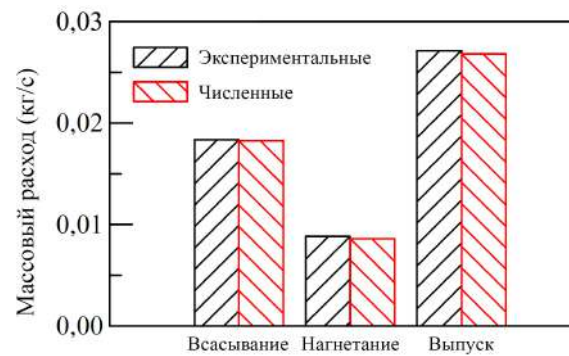 Массовый расход (кг/с)
0,03
0,02
0,01
0,00
Экспериментальные
Численные
Всасывание Нагнетание Выпуск